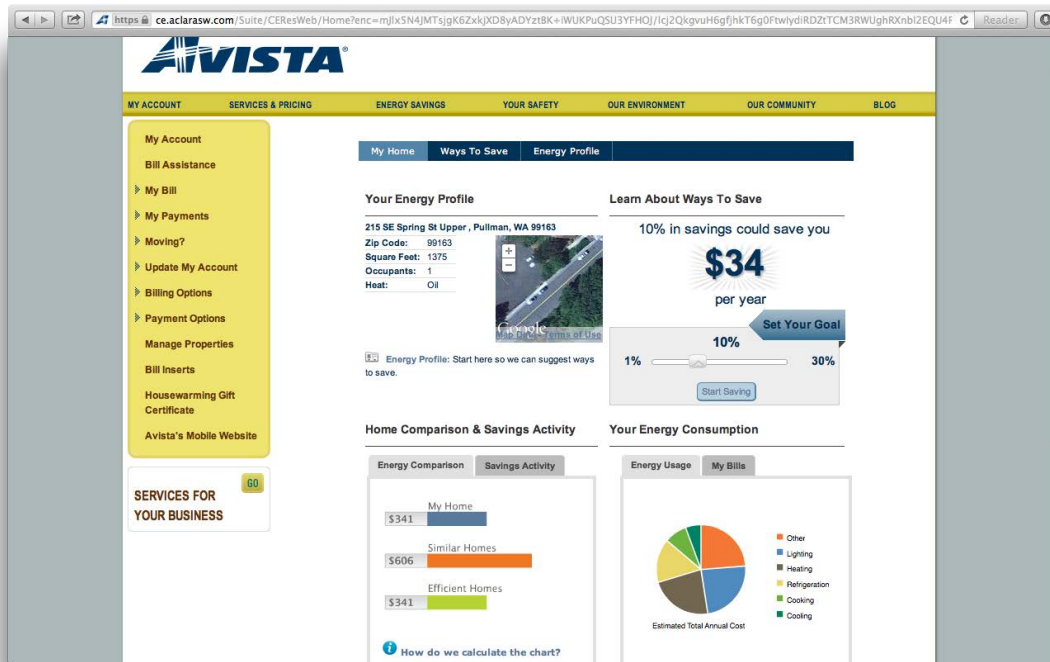 https ce.aclarasw.com/Suite/CEResWeb/Home?enc=
Reader
AVISTA®
MY ACCOUNT SERVICES & PRICING ENERGY SAVINGS YOUR SAFETY OUR ENVIRONMENT OUR COMMUNITY BLOG
My Account
Bill Assistance
My Bill
My Payments
Moving?
Update My Account
Billing Options
Payment Options
Manage Properties
Bill Inserts
Housewarming Gift
Certificate
Avista's Mobile Website
SERVICES FOR
YOUR BUSINESS
GO
My Home Ways To Save Energy Profile
Your Energy Profile
215 SE Spring St Upper , Pullman, WA 99163
Zip Code: 99163
Square Feet: 1375
Occupants: 1
Heat: Oil
+
−
Google
Terms of Use
Energy Profile: Start here so we can suggest ways
to save.
Learn About Ways To Save
10% in savings could save you
$34
per year
Set Your Goal
10%
1% 30%
Start Saving
Home Comparison & Savings Activity
Energy Comparison Savings Activity
My Home
$341
Similar Homes
$606
Efficient Homes
$341
How do we calculate the chart?
Your Energy Consumption
Energy Usage My Bills
Other
Lighting
Heating
Refrigeration
Cooking
Cooling
Estimated Total Annual Cost